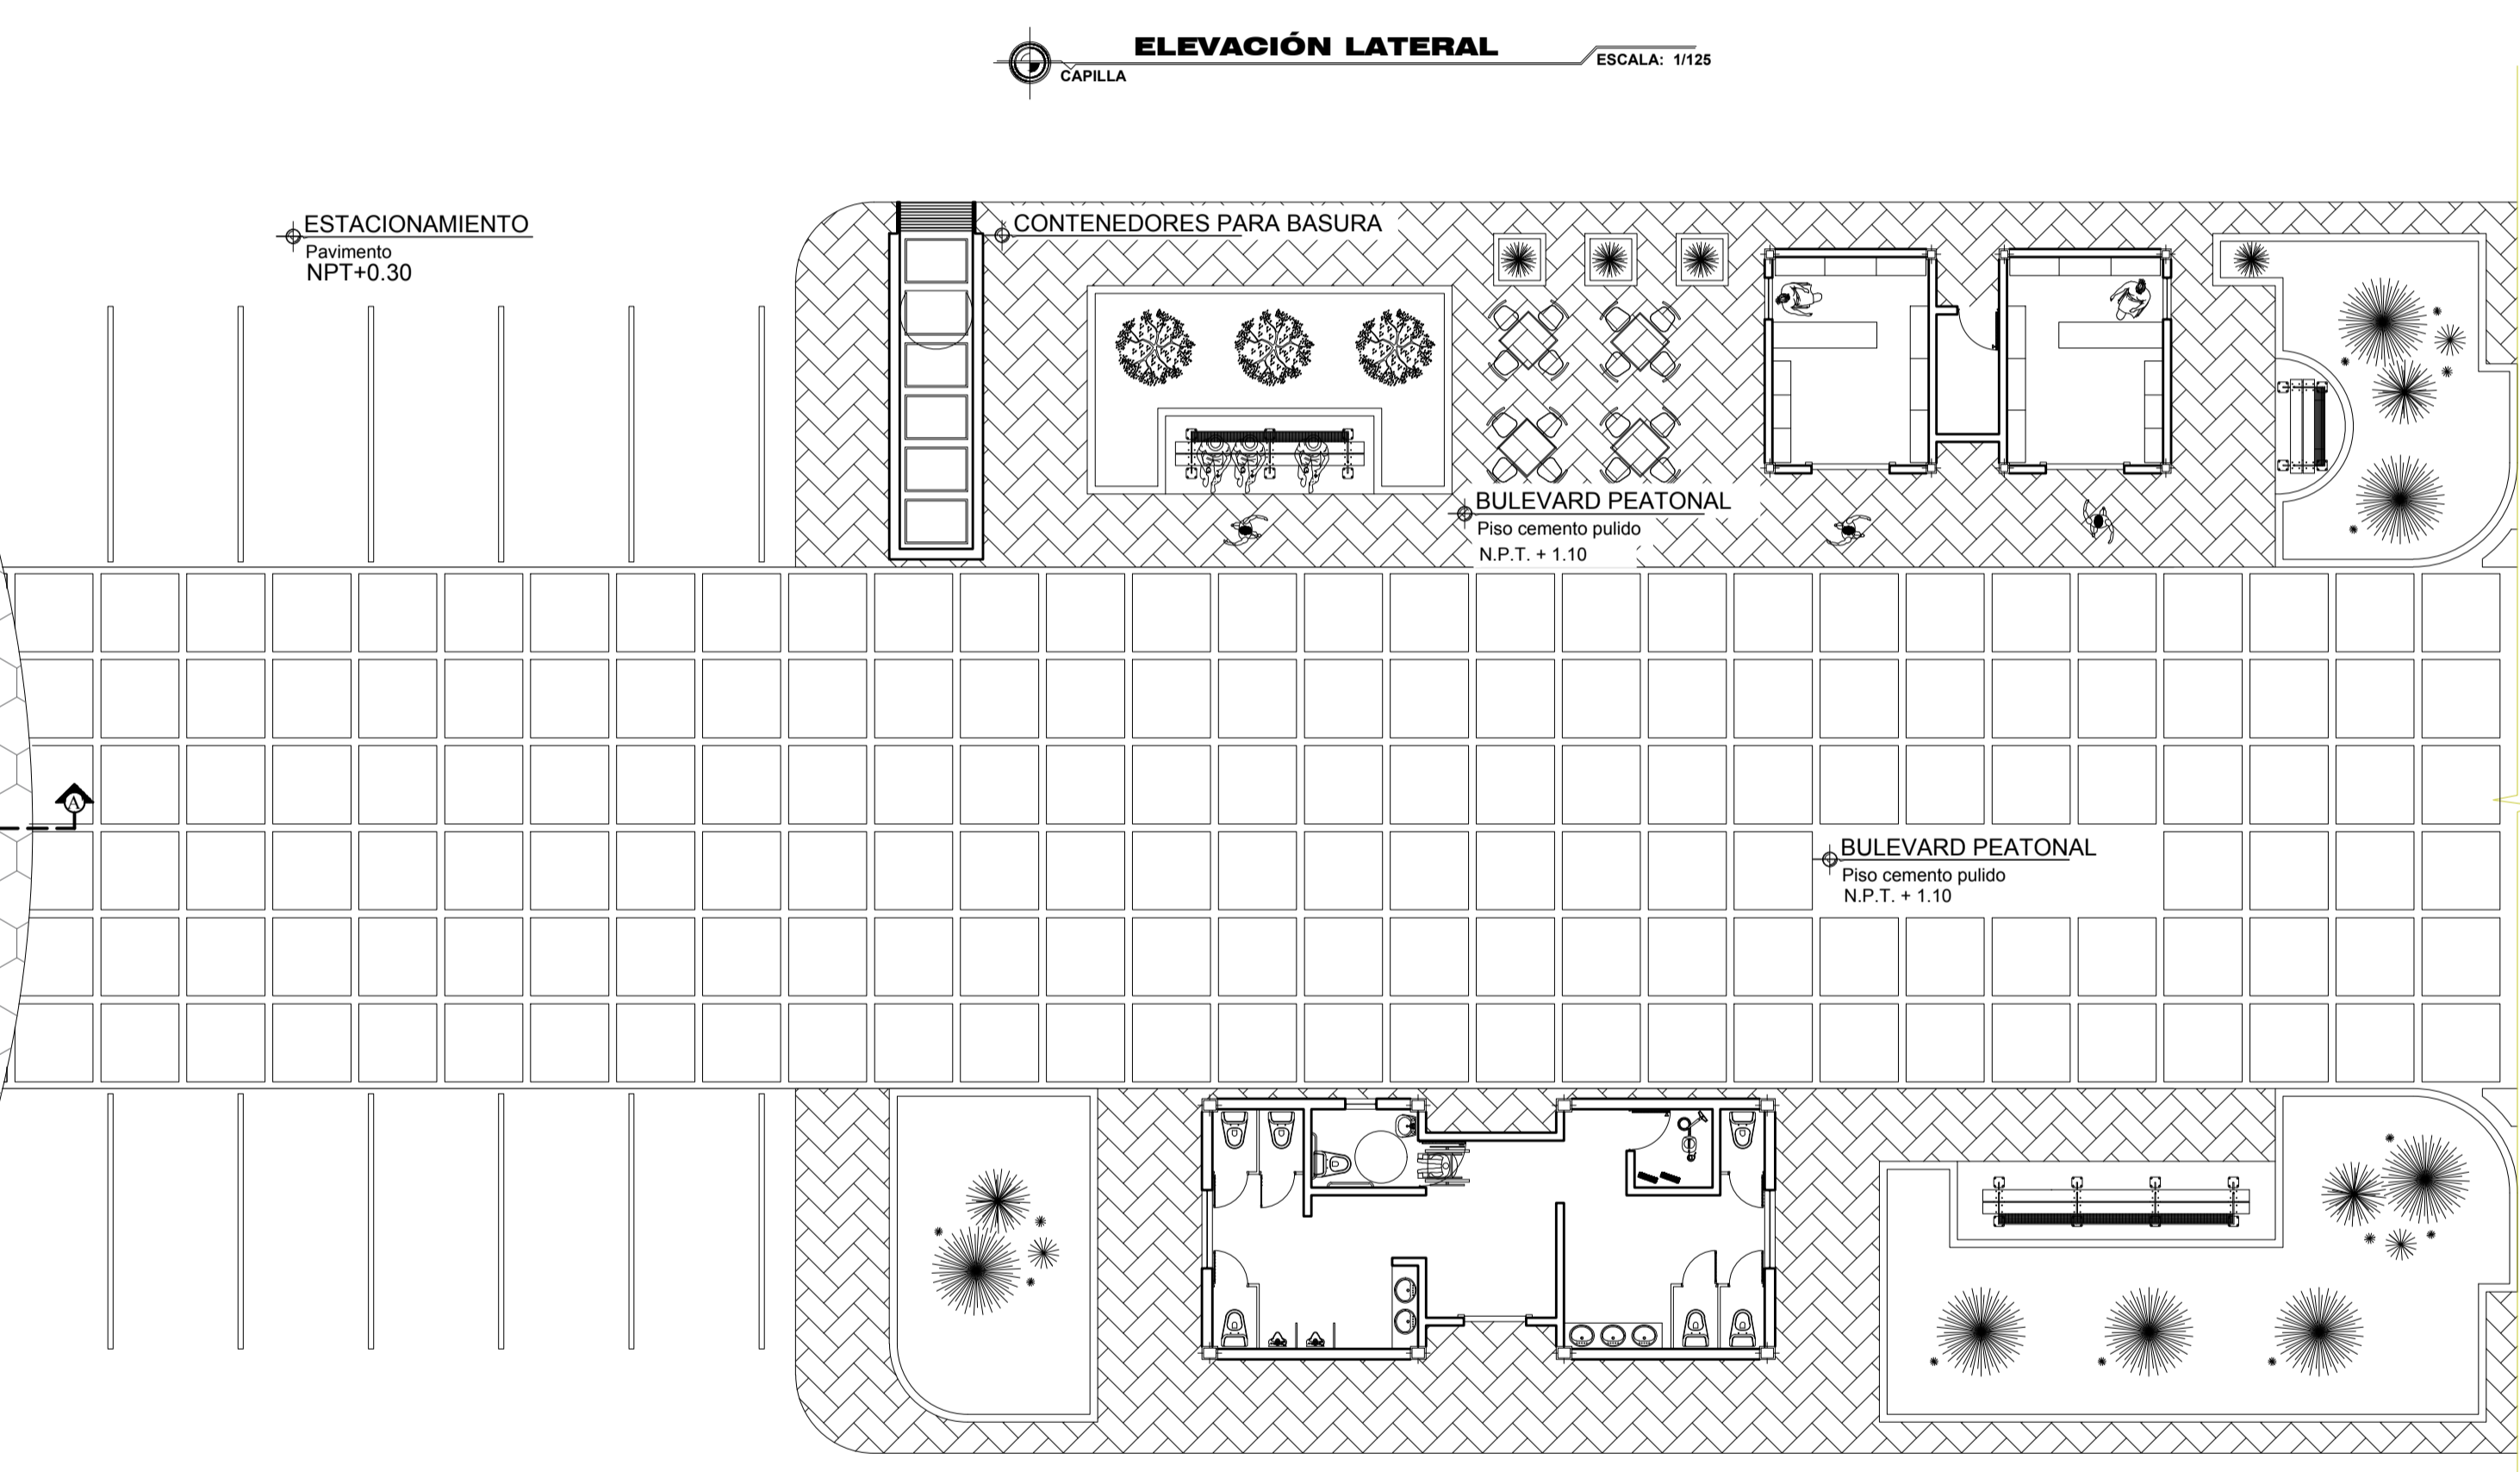 ELEVACIÓN LATERAL
CAPILLA
ESCALA: 1/125
ESTACIONAMIENTO
Pavimento
NPT+0.30
CONTENEDORES PARA BASURA
BULEVARD PEATONAL
Piso cemento pulido
N.P.T. + 1.10
A
BULEVARD PEATONAL
Piso cemento pulido
N.P.T. + 1.10